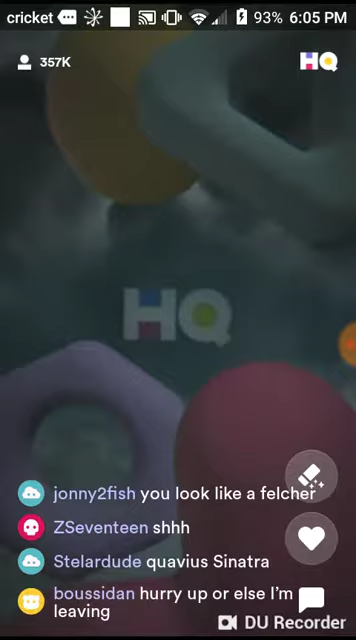 cricket 93% 6:05 PM
357K HQ
HQ
jonny2fish you look like a felcher
ZSeventeen shhh
Stelardude quavius Sinatra
boussidan hurry up or else I'm
leaving
DU Recorder